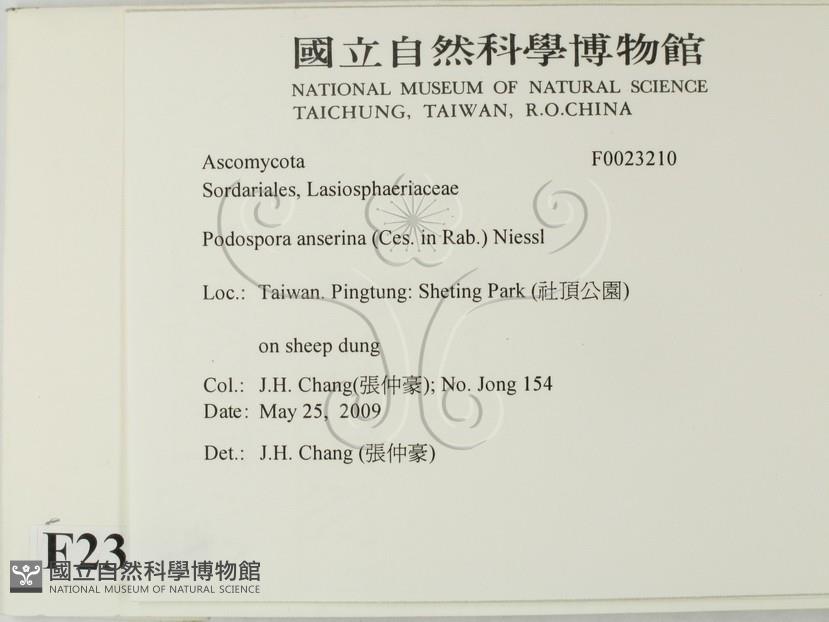 國立自然科學博物館
NATIONAL MUSEUM OF NATURAL SCIENCE
TAICHUNG, TAIWAN, R.O.CHINA
Ascomycota F0023210
Sordariales, Lasiosphaeriaceae
Podospora anserina (Ces. in Rab.) Niessl
Loc.: Taiwan. Pingtung: Sheting Park (社頂公園)
on sheep dung
Col.: J.H. Chang(張仲豪); No. Jong 154
Date: May 25, 2009
Det.: J.H. Chang (張仲豪)
F23
國立自然科學博物館
NATIONAL MUSEUM OF NATURAL SCIENCE